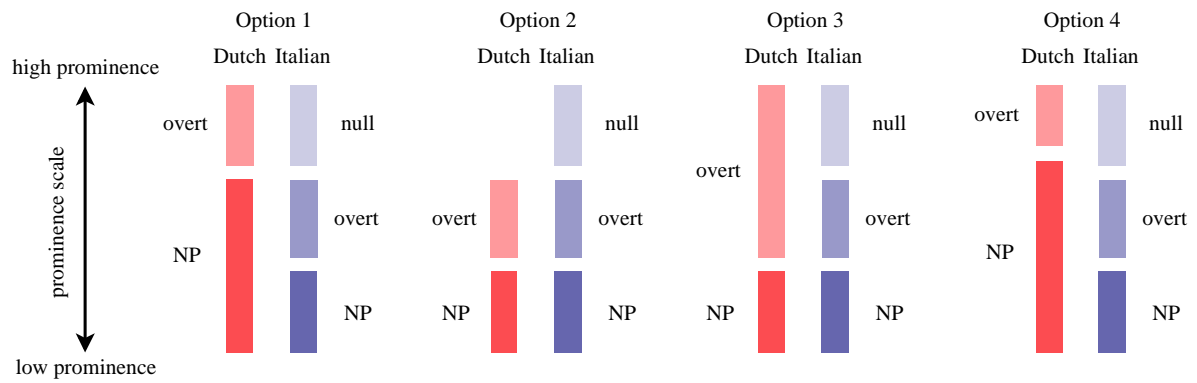 Option 1
Option 2
Option 3
Option 4
Dutch Italian
Dutch Italian
Dutch Italian
Dutch Italian
high prominence
prominence scale
low prominence
overt
NP
null
overt
NP
overt
NP
null
overt
NP
overt
NP
null
overt
NP
overt
NP
null
overt
NP